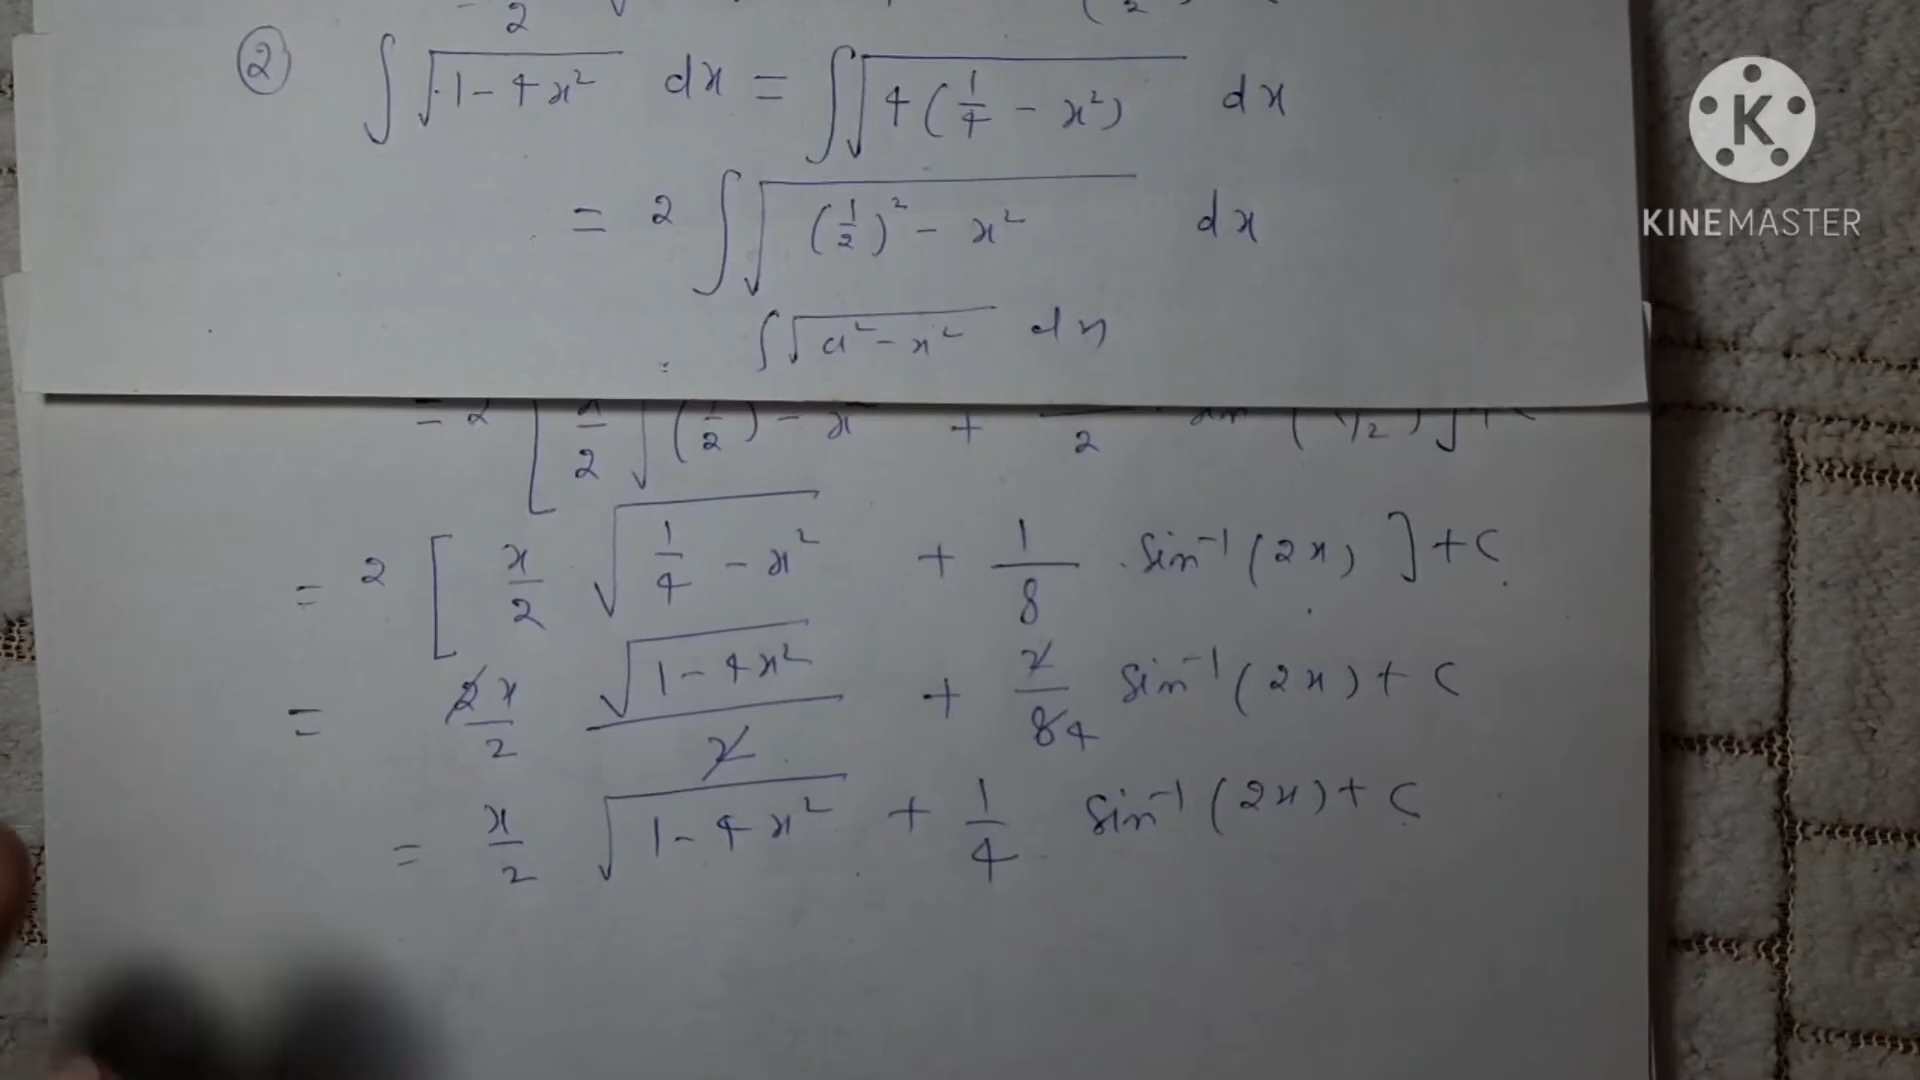 ② ∫ √1 - 4x² dx = ∫ √4(1/4 - x²) dx
= 2 ∫ √(1/2)² - x² dx
∫ √a² - x² dx
= 2 [ x/2 √1/4 - x² + 1/8 . sin⁻¹(2x) ] + C
= 2x/2 √1 - 4x²/2 + 2/8 4 sin⁻¹(2x) + C
= x/2 √1 - 4x² + 1/4 sin⁻¹(2x) + C
K
KINEMASTER